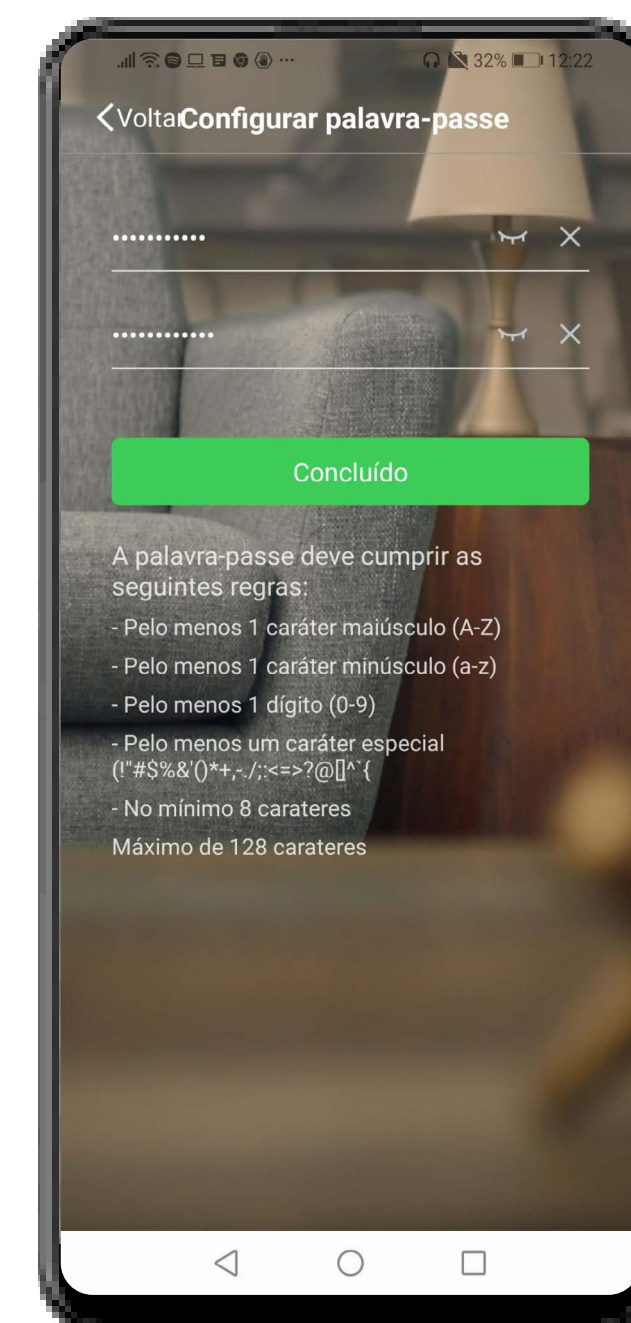 32% 12:22
Voltar Configurar palavra-passe
•••••••••••
••••••••••••
Concluído
A palavra-passe deve cumprir as
seguintes regras:
- Pelo menos 1 caráter maiúsculo (A-Z)
- Pelo menos 1 caráter minúsculo (a-z)
- Pelo menos 1 dígito (0-9)
- Pelo menos um caráter especial
(!"#$%&'()*+,-./;:<=>?@[]^`{
- No mínimo 8 carateres
Máximo de 128 carateres